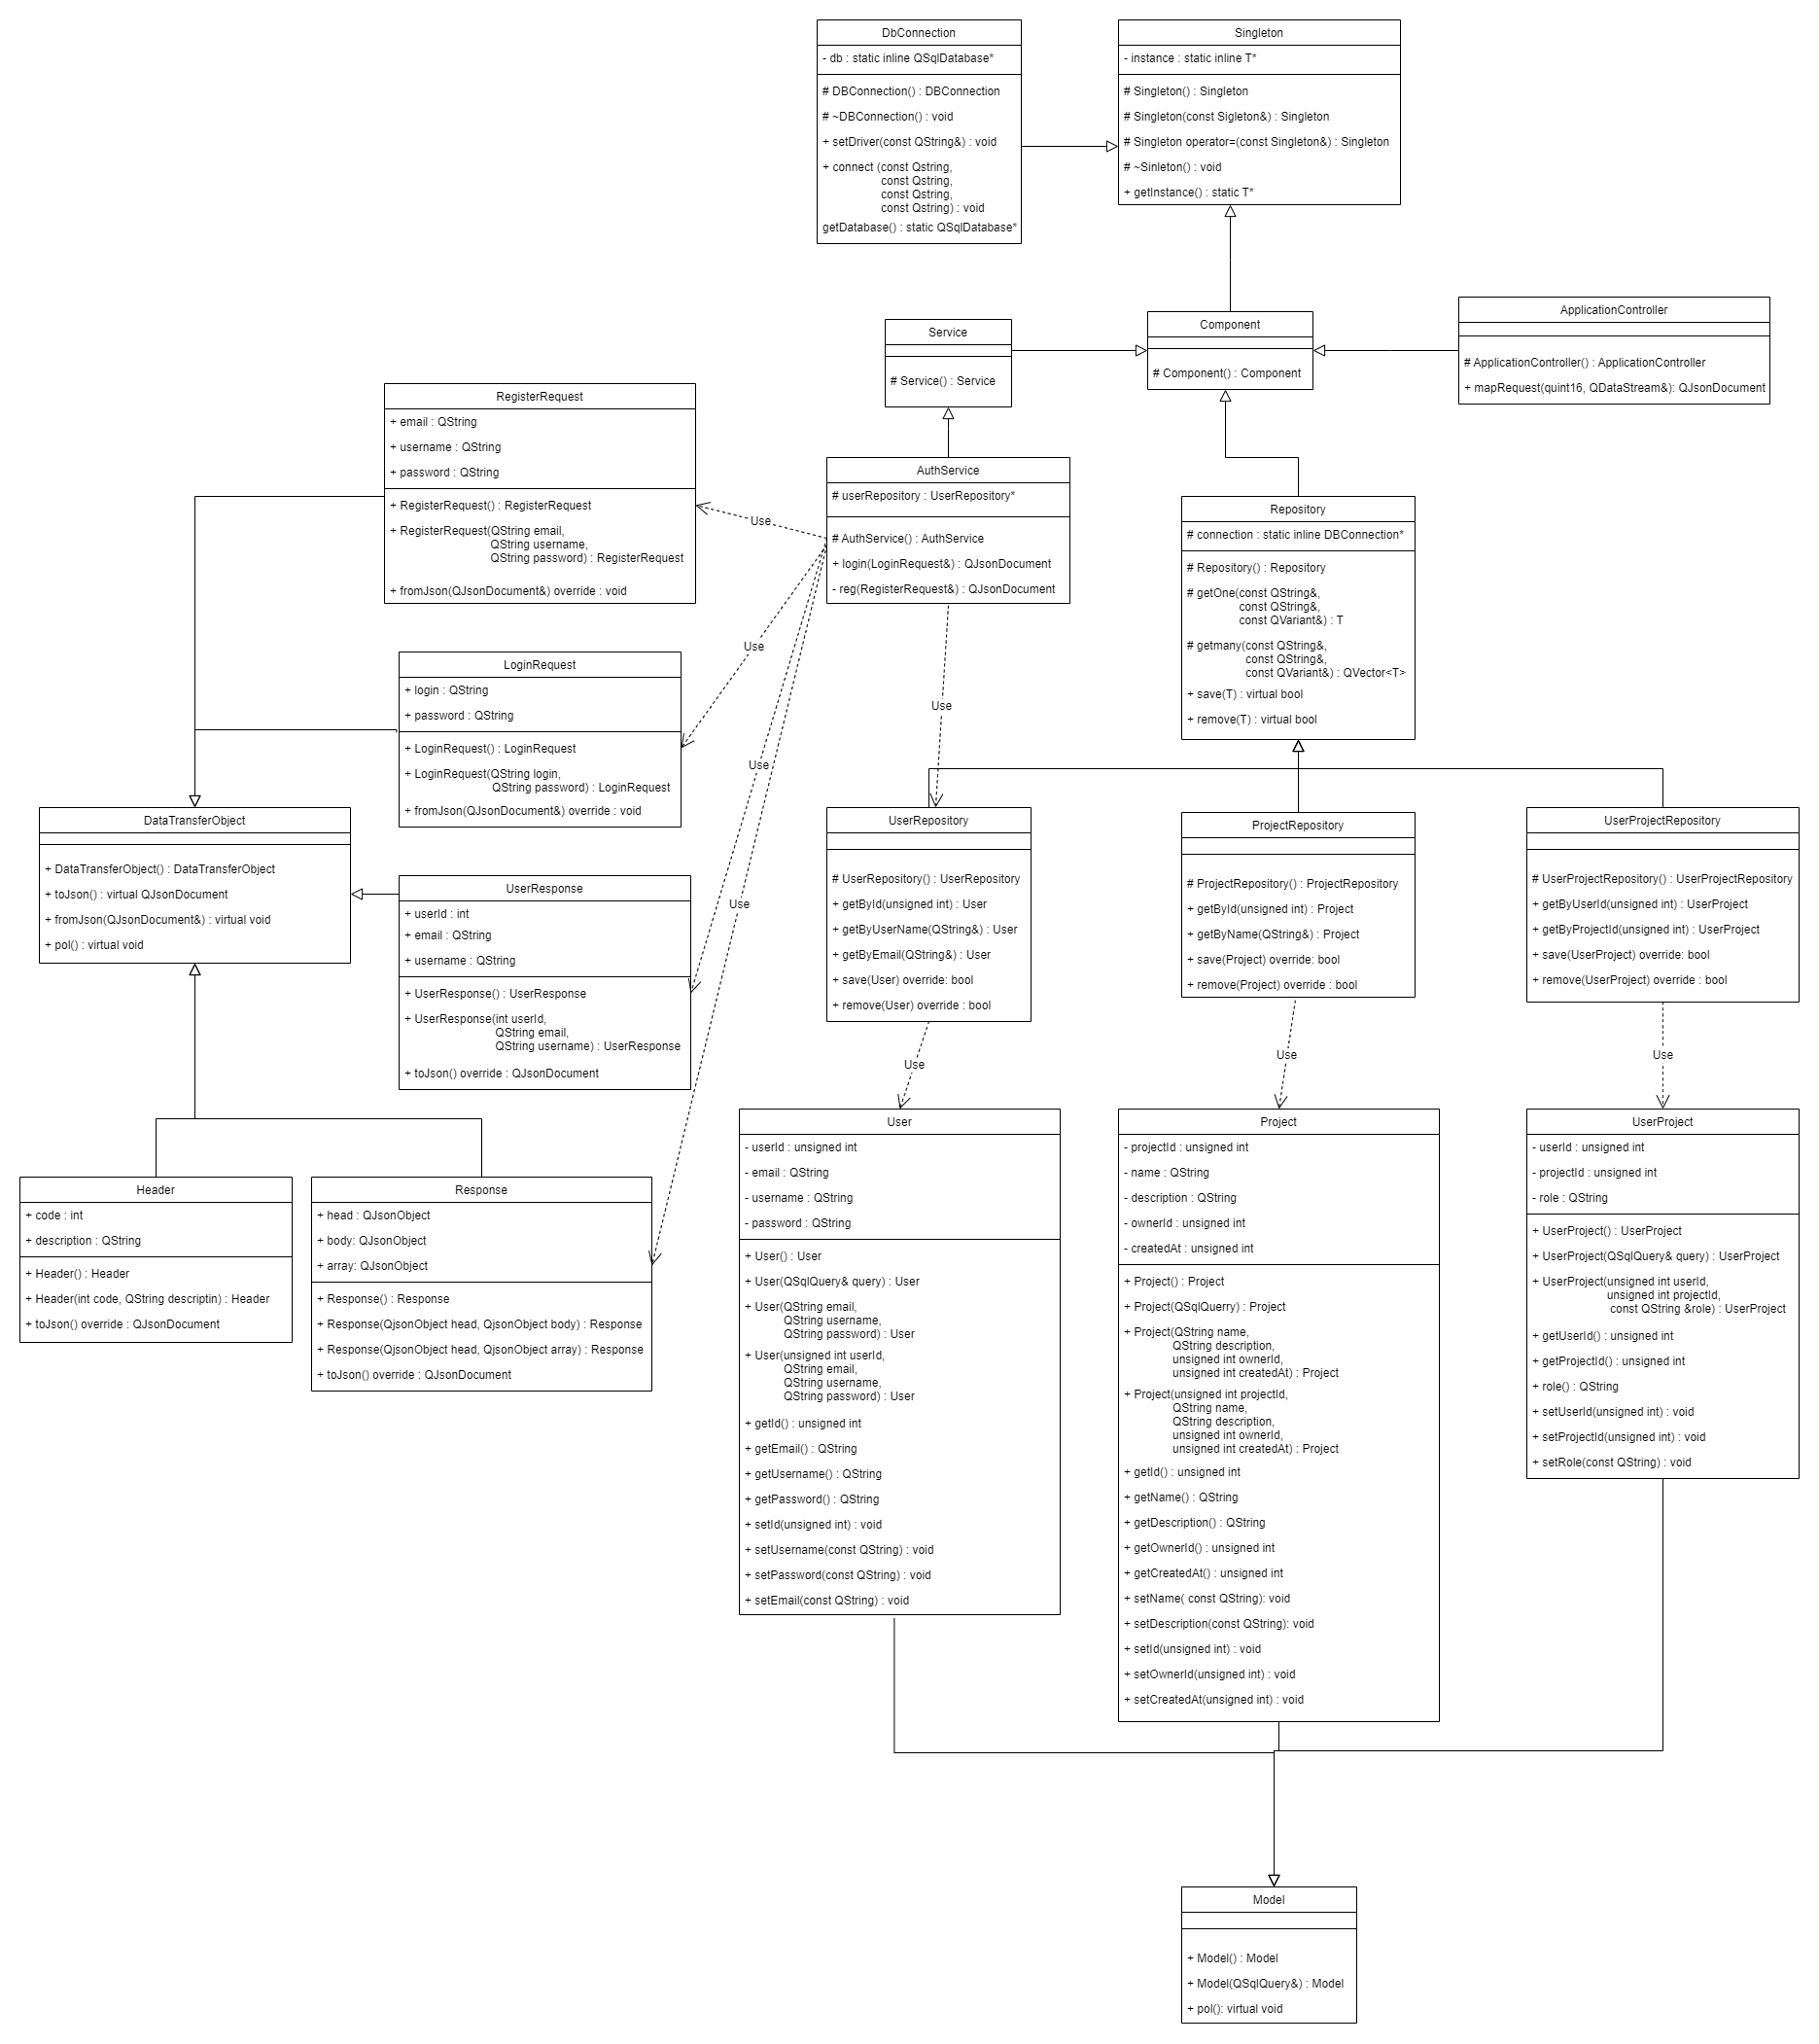 DbConnection
- db : static inline QSqlDatabase*
# DBConnection() : DBConnection
# ~DBConnection() : void
+ setDriver(const QString&) : void
+ connect (const Qstring,
const Qstring,
const Qstring,
const Qstring) : void
getDatabase() : static QSqlDatabase*
Singleton
- instance : static inline T*
# Singleton() : Singleton
# Singleton(const Sigleton&) : Singleton
# Singleton operator=(const Singleton&) : Singleton
# ~Sinleton() : void
+ getInstance() : static T*
Service
# Service() : Service
Component
# Component() : Component
ApplicationController
# ApplicationController() : ApplicationController
+ mapRequest(quint16, QDataStream&): QJsonDocument
RegisterRequest
+ email : QString
+ username : QString
+ password : QString
+ RegisterRequest() : RegisterRequest
+ RegisterRequest(QString email,
QString username,
QString password) : RegisterRequest
+ fromJson(QJsonDocument&) override : void
Use
AuthService
# userRepository : UserRepository*
# AuthService() : AuthService
+ login(LoginRequest&) : QJsonDocument
- reg(RegisterRequest&) : QJsonDocument
Repository
# connection : static inline DBConnection*
# Repository() : Repository
# getOne(const QString&,
const QString&,
const QVariant&) : T
# getmany(const QString&,
const QString&,
const QVariant&) : QVector<T>
+ save(T) : virtual bool
+ remove(T) : virtual bool
LoginRequest
+ login : QString
+ password : QString
+ LoginRequest() : LoginRequest
+ LoginRequest(QString login,
QString password) : LoginRequest
+ fromJson(QJsonDocument&) override : void
Use
Use
Use
Use
DataTransferObject
+ DataTransferObject() : DataTransferObject
+ toJson() : virtual QJsonDocument
+ fromJson(QJsonDocument&) : virtual void
+ pol() : virtual void
UserResponse
+ userId : int
+ email : QString
+ username : QString
+ UserResponse() : UserResponse
+ UserResponse(int userId,
QString email,
QString username) : UserResponse
+ toJson() override : QJsonDocument
UserRepository
# UserRepository() : UserRepository
+ getById(unsigned int) : User
+ getByUserName(QString&) : User
+ getByEmail(QString&) : User
+ save(User) override: bool
+ remove(User) override : bool
ProjectRepository
# ProjectRepository() : ProjectRepository
+ getById(unsigned int) : Project
+ getByName(QString&) : Project
+ save(Project) override: bool
+ remove(Project) override : bool
UserProjectRepository
# UserProjectRepository() : UserProjectRepository
+ getByUserId(unsigned int) : UserProject
+ getByProjectId(unsigned int) : UserProject
+ save(UserProject) override: bool
+ remove(UserProject) override : bool
Use
Use
Use
Header
+ code : int
+ description : QString
+ Header() : Header
+ Header(int code, QString descriptin) : Header
+ toJson() override : QJsonDocument
Response
+ head : QJsonObject
+ body: QJsonObject
+ array: QJsonObject
+ Response() : Response
+ Response(QjsonObject head, QjsonObject body) : Response
+ Response(QjsonObject head, QjsonObject array) : Response
+ toJson() override : QJsonDocument
User
- userId : unsigned int
- email : QString
- username : QString
- password : QString
+ User() : User
+ User(QSqlQuery& query) : User
+ User(QString email,
QString username,
QString password) : User
+ User(unsigned int userId,
QString email,
QString username,
QString password) : User
+ getId() : unsigned int
+ getEmail() : QString
+ getUsername() : QString
+ getPassword() : QString
+ setId(unsigned int) : void
+ setUsername(const QString) : void
+ setPassword(const QString) : void
+ setEmail(const QString) : void
Project
- projectId : unsigned int
- name : QString
- description : QString
- ownerId : unsigned int
- createdAt : unsigned int
+ Project() : Project
+ Project(QSqlQuerry) : Project
+ Project(QString name,
QString description,
unsigned int ownerId,
unsigned int createdAt) : Project
+ Project(unsigned int projectId,
QString name,
QString description,
unsigned int ownerId,
unsigned int createdAt) : Project
+ getId() : unsigned int
+ getName() : QString
+ getDescription() : QString
+ getOwnerId() : unsigned int
+ getCreatedAt() : unsigned int
+ setName( const QString): void
+ setDescription(const QString): void
+ setId(unsigned int) : void
+ setOwnerId(unsigned int) : void
+ setCreatedAt(unsigned int) : void
UserProject
- userId : unsigned int
- projectId : unsigned int
- role : QString
+ UserProject() : UserProject
+ UserProject(QSqlQuery& query) : UserProject
+ UserProject(unsigned int userId,
unsigned int projectId,
const QString &role) : UserProject
+ getUserId() : unsigned int
+ getProjectId() : unsigned int
+ role() : QString
+ setUserId(unsigned int) : void
+ setProjectId(unsigned int) : void
+ setRole(const QString) : void
Model
+ Model() : Model
+ Model(QSqlQuery&) : Model
+ pol(): virtual void